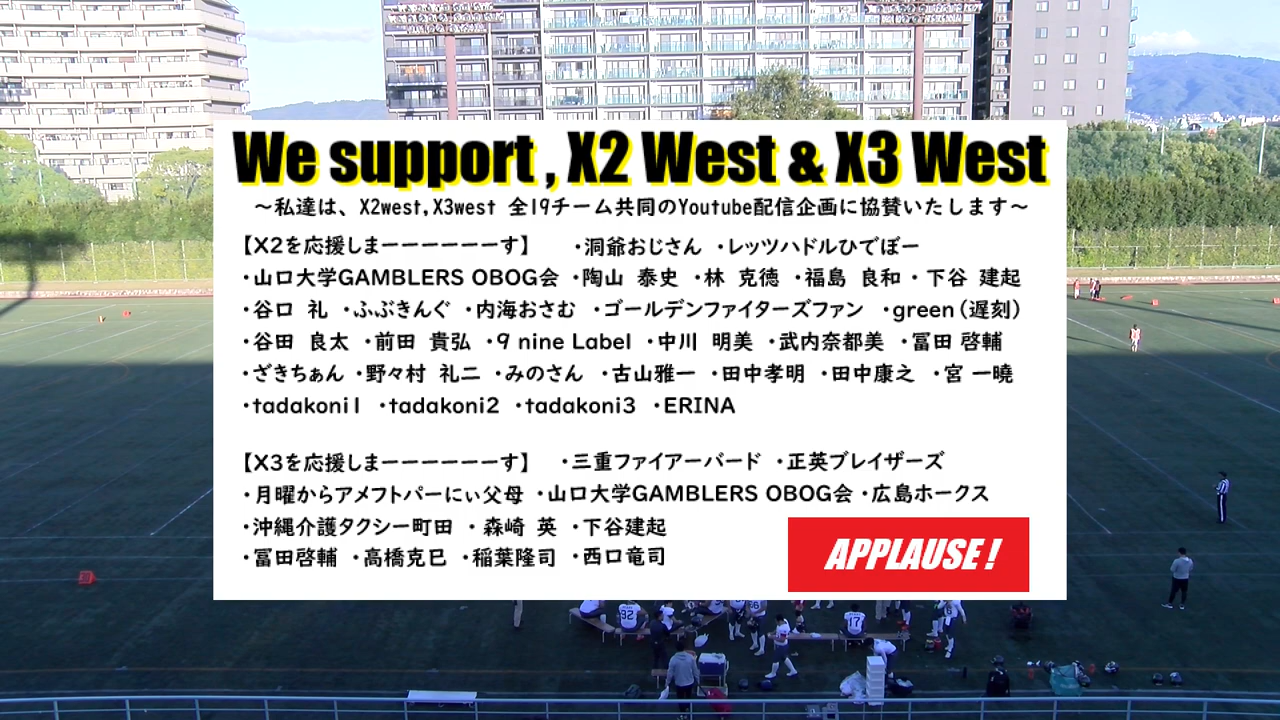 We support , X2 West & X3 West
～私達は、X2west,X3west 全19チーム共同のYoutube配信企画に協賛いたします～
【X2を応援しまーーーーーーす】 ・洞爺おじさん ・レッツハドルひでぼー
・山口大学GAMBLERS OBOG会 ・陶山 泰史 ・林 克徳 ・福島 良和 ・下谷 建起
・谷口 礼 ・ふぶきんぐ ・内海おさむ ・ゴールデンファイターズファン ・green（遅刻）
・谷田 良太 ・前田 貴弘 ・9 nine Label ・中川 明美 ・武内奈都美 ・冨田 啓輔
・ざきちぁん ・野々村 礼二 ・みのさん ・古山雅一 ・田中孝明 ・田中康之 ・宮 一曉
・tadakoni1 ・tadakoni2 ・tadakoni3 ・ERINA
【X3を応援しまーーーーーーす】 ・三重ファイアーバード ・正英ブレイザーズ
・月曜からアメフトパーにぃ父母 ・山口大学GAMBLERS OBOG会 ・広島ホークス
・沖縄介護タクシー町田 ・森崎 英 ・下谷建起
・冨田啓輔 ・高橋克巳 ・稲葉隆司 ・西口竜司
APPLAUSE !
92
17